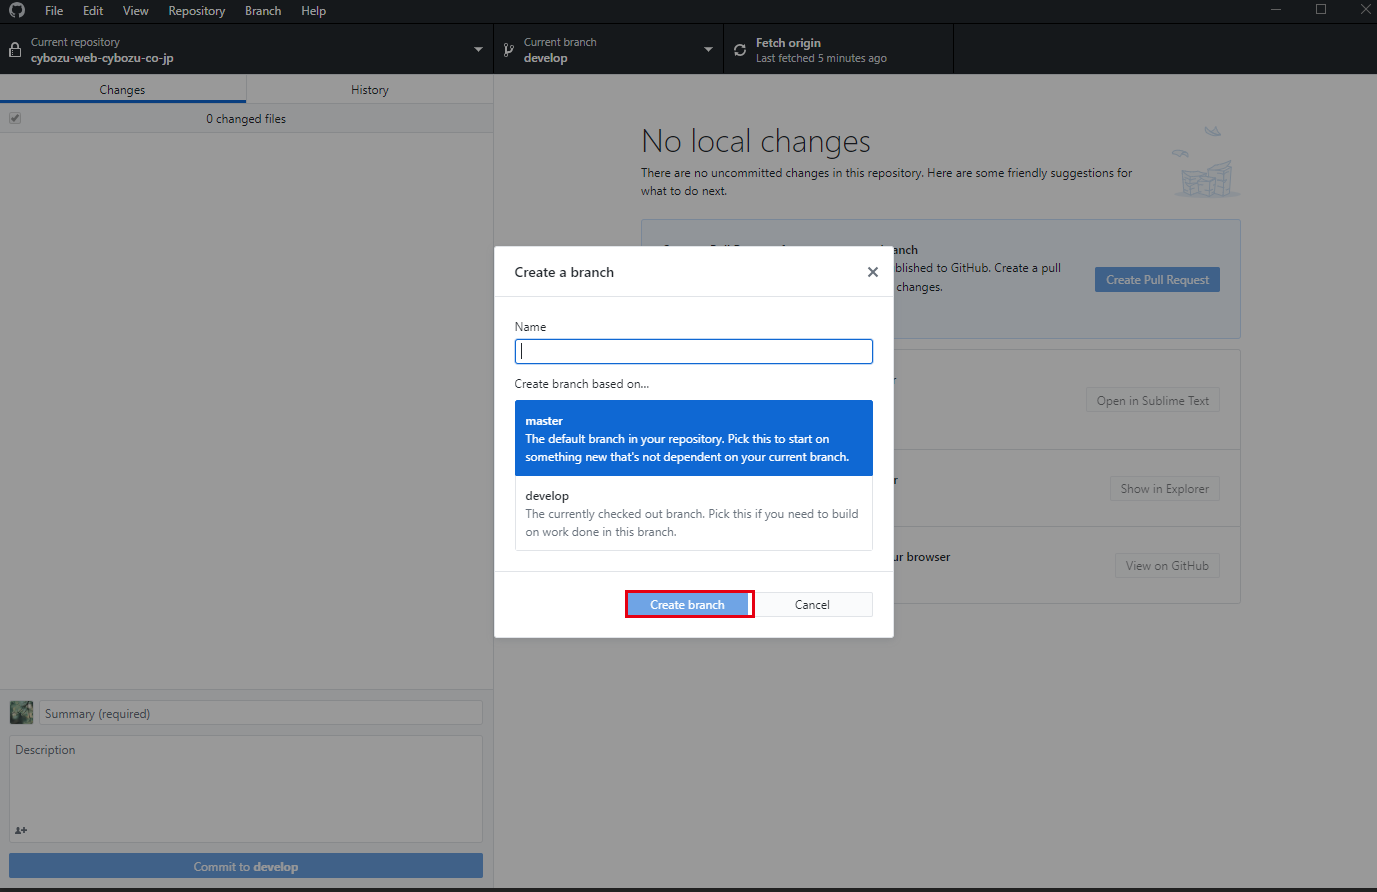 File Edit View Repository Branch Help
Current repository
cybozu-web-cybozu-co-jp
Current branch
develop
Fetch origin
Last fetched 5 minutes ago
Changes
History
0 changed files
No local changes
There are no uncommitted changes in this repository. Here are some friendly suggestions for
what to do next.
anch
blished to GitHub. Create a pull
changes.
Create Pull Request
Open in Sublime Text
r
Show in Explorer
ur browser
View on GitHub
Create a branch
Name
Create branch based on...
master
The default branch in your repository. Pick this to start on
something new that's not dependent on your current branch.
develop
The currently checked out branch. Pick this if you need to build
on work done in this branch.
Create branch
Cancel
Summary (required)
Description
Commit to develop